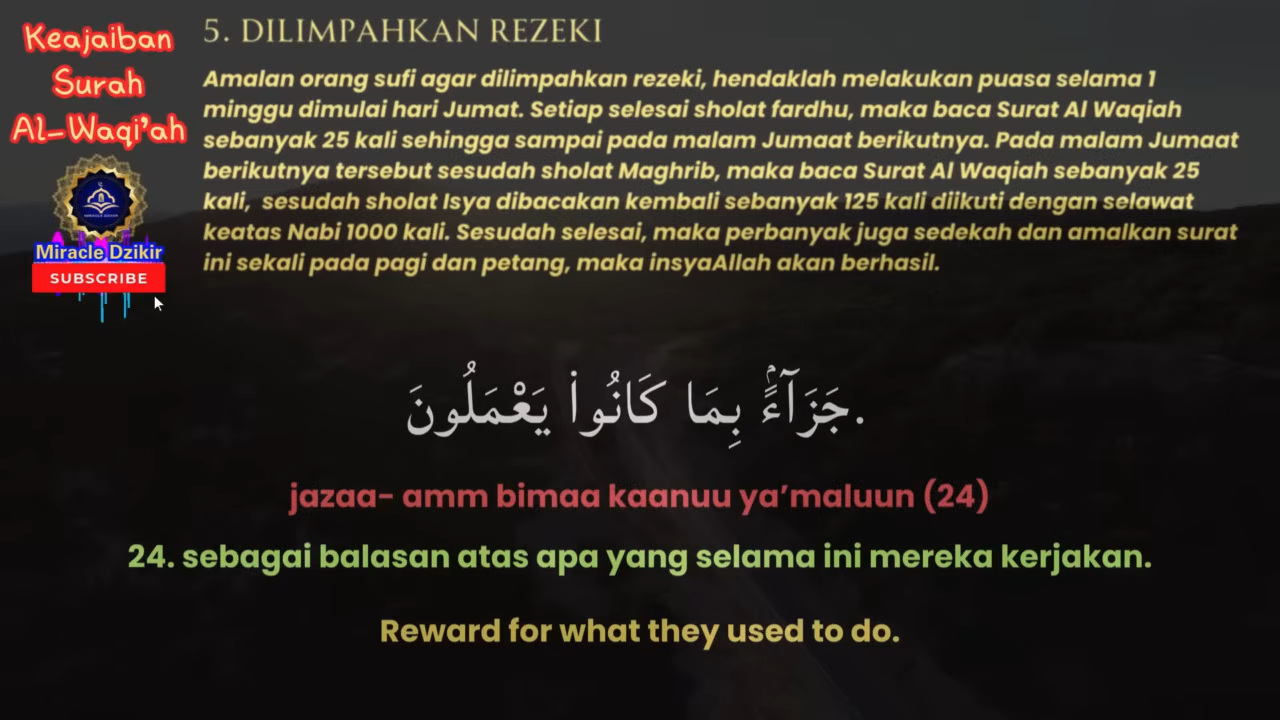 Keajaiban
Surah
Al-Waqi'ah
Miracle Dzikir
SUBSCRIBE
5. DILIMPAHKAN REZEKI
Amalan orang sufi agar dilimpahkan rezeki, hendaklah melakukan puasa selama 1
minggu dimulai hari Jumat. Setiap selesai sholat fardhu, maka baca Surat Al Waqiah
sebanyak 25 kali sehingga sampai pada malam Jumaat berikutnya. Pada malam Jumaat
berikutnya tersebut sesudah sholat Maghrib, maka baca Surat Al Waqiah sebanyak 25
kali, sesudah sholat Isya dibacakan kembali sebanyak 125 kali diikuti dengan selawat
keatas Nabi 1000 kali. Sesudah selesai, maka perbanyak juga sedekah dan amalkan surat
ini sekali pada pagi dan petang, maka insyaAllah akan berhasil.
جَزَآءًۢ بِمَا كَانُوا۟ يَعْمَلُونَ.
jazaa- amm bimaa kaanuu ya'maluun (24)
24. sebagai balasan atas apa yang selama ini mereka kerjakan.
Reward for what they used to do.